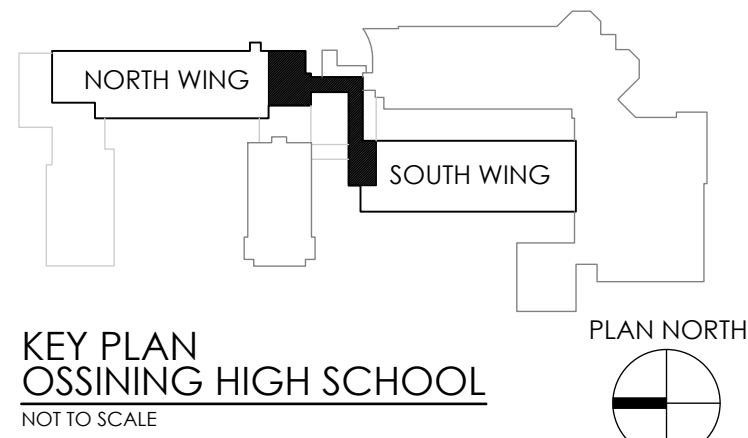 NORTH WING
SOUTH WING
KEY PLAN
OSSINING HIGH SCHOOL
NOT TO SCALE
PLAN NORTH